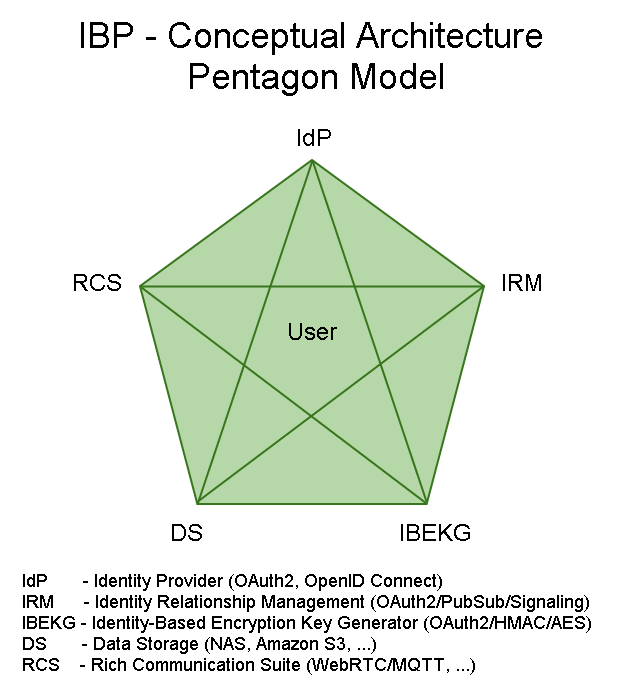 IBP - Conceptual Architecture
Pentagon Model
IdP
RCS
IRM
User
DS
IBEKG
IdP - Identity Provider (OAuth2, OpenID Connect)
IRM - Identity Relationship Management (OAuth2/PubSub/Signaling)
IBEKG - Identity-Based Encryption Key Generator (OAuth2/HMAC/AES)
DS - Data Storage (NAS, Amazon S3, ...)
RCS - Rich Communication Suite (WebRTC/MQTT, ...)